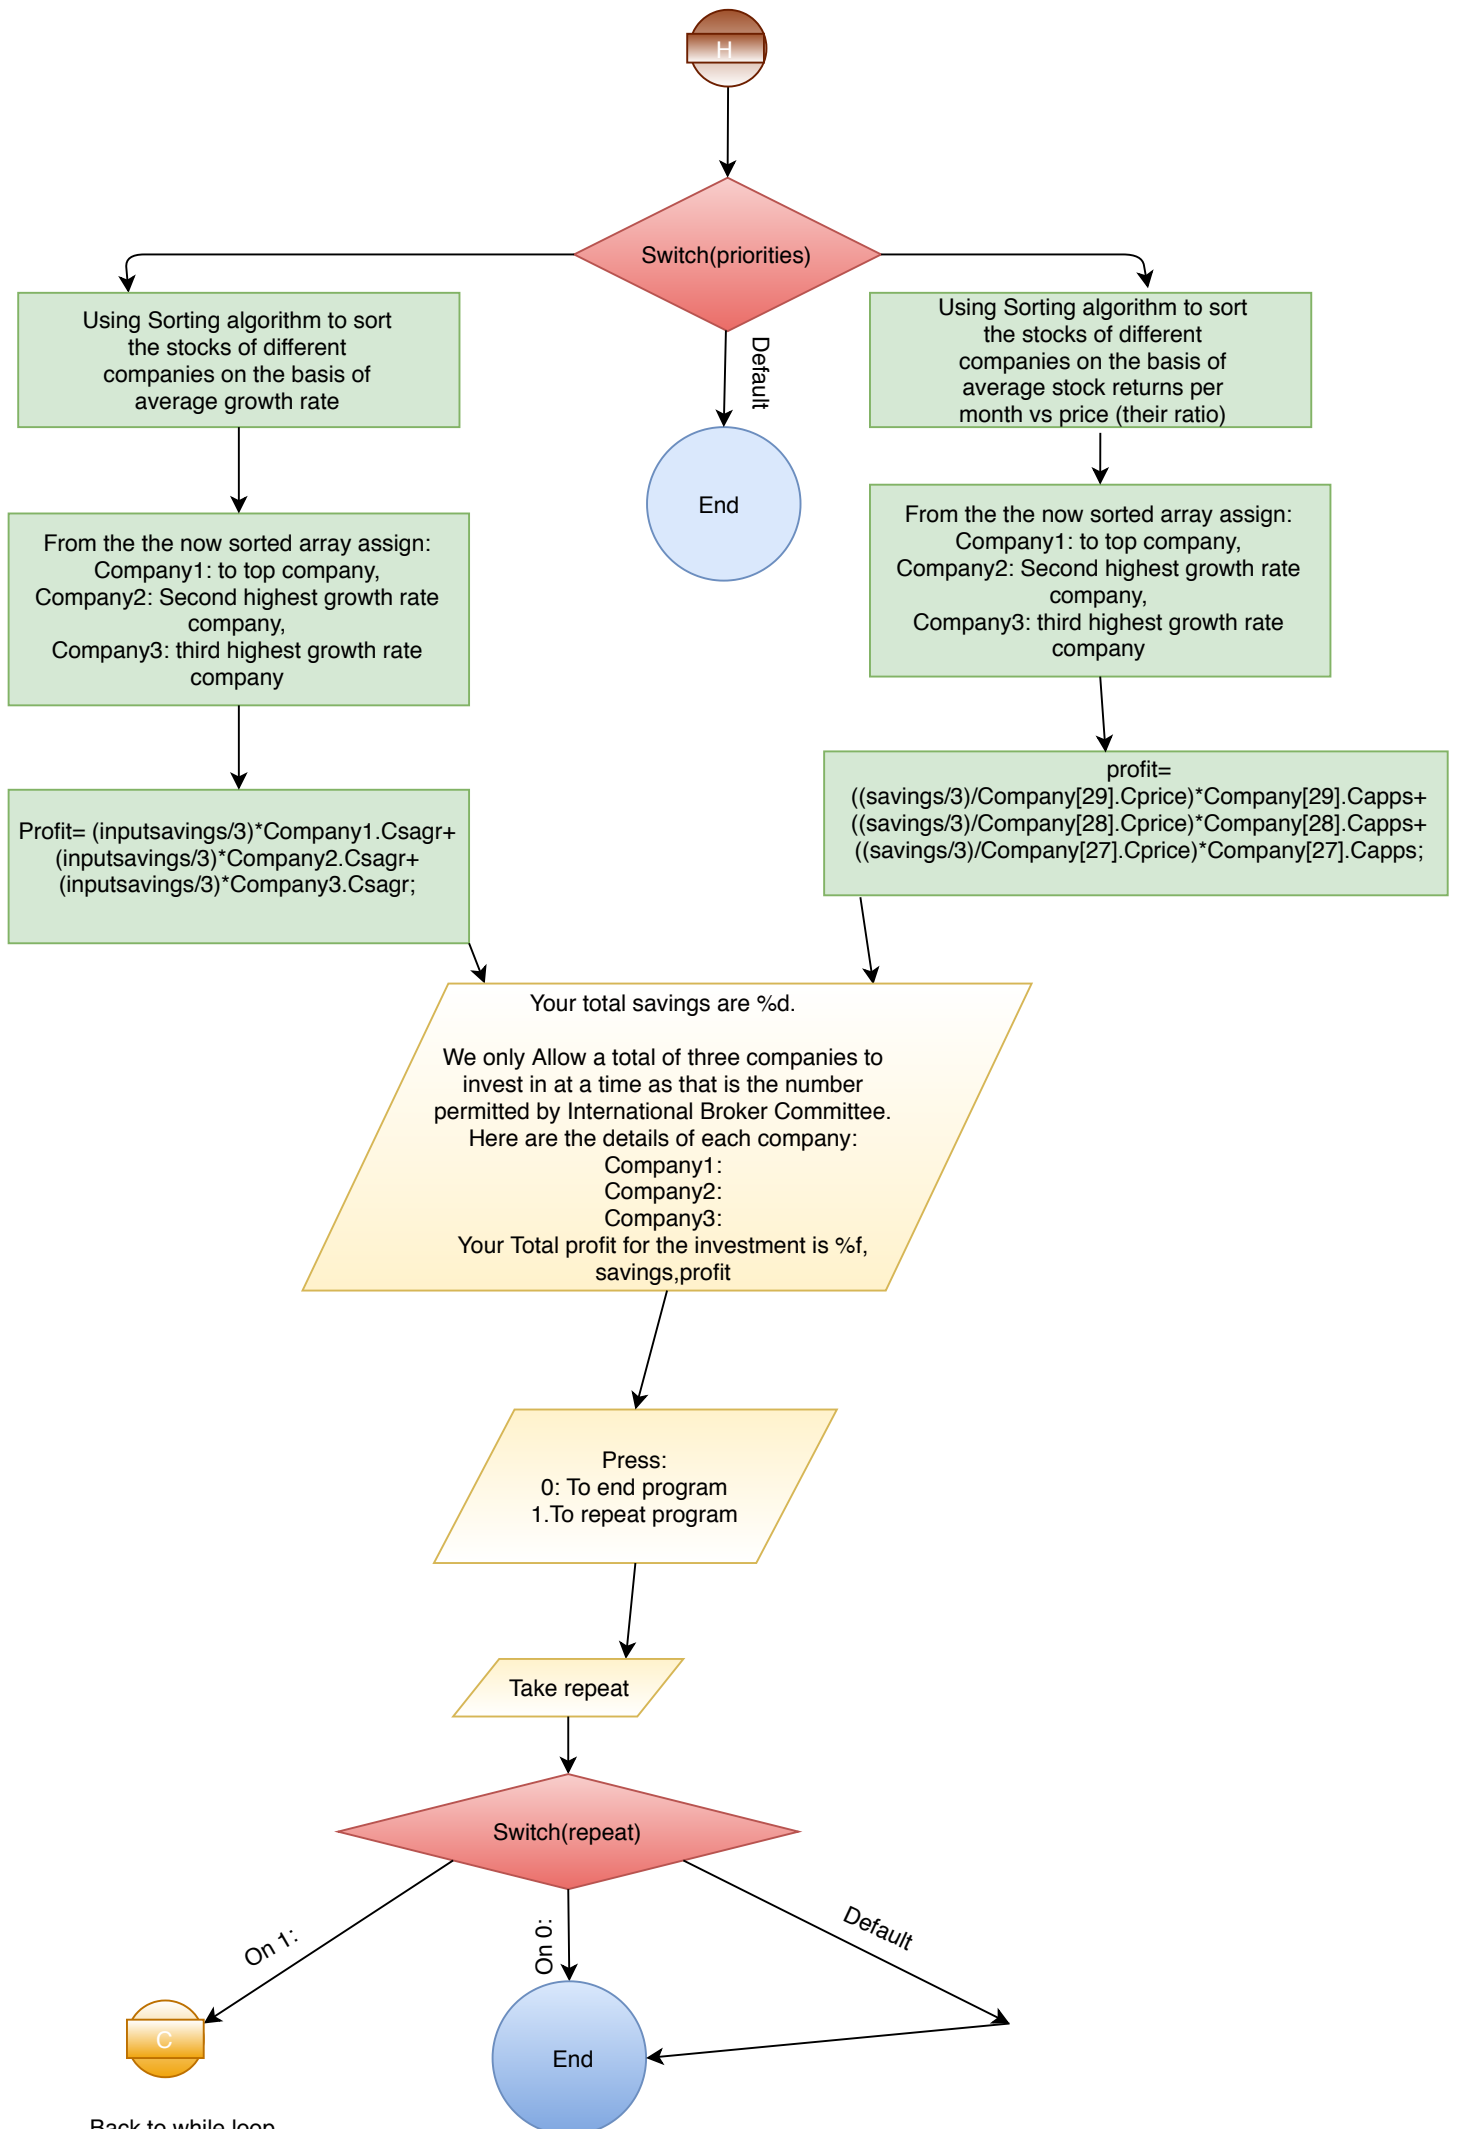 H
Switch(priorities)
Using Sorting algorithm to sort
the stocks of different
companies on the basis of
average growth rate
Default
Using Sorting algorithm to sort
the stocks of different
companies on the basis of
average stock returns per
month vs price (their ratio)
End
From the the now sorted array assign:
Company1: to top company,
Company2: Second highest growth rate
company,
Company3: third highest growth rate
company
From the the now sorted array assign:
Company1: to top company,
Company2: Second highest growth rate
company,
Company3: third highest growth rate
company
Profit= (inputsavings/3)*Company1.Csagr+
(inputsavings/3)*Company2.Csagr+
(inputsavings/3)*Company3.Csagr;
profit=
((savings/3)/Company[29].Cprice)*Company[29].Capps+
((savings/3)/Company[28].Cprice)*Company[28].Capps+
((savings/3)/Company[27].Cprice)*Company[27].Capps;
Your total savings are %d.
We only Allow a total of three companies to
invest in at a time as that is the number
permitted by International Broker Committee.
Here are the details of each company:
Company1:
Company2:
Company3:
Your Total profit for the investment is %f,
savings,profit
Press:
0: To end program
1.To repeat program
Take repeat
Switch(repeat)
On 1:
On 0:
Default
C
End
Back to while loop